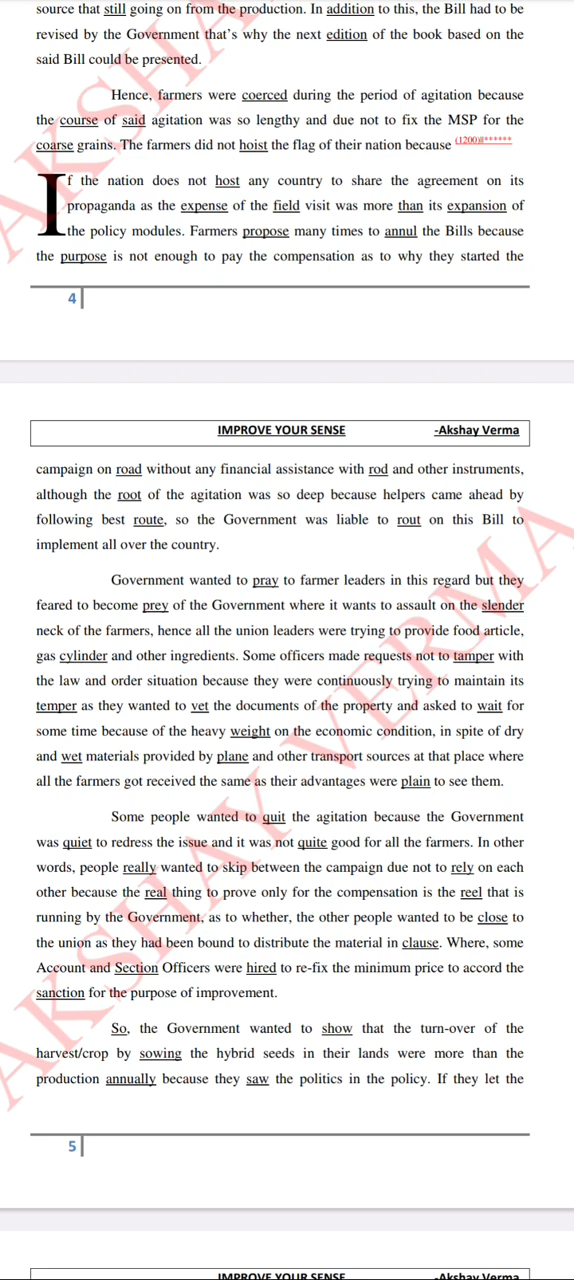 source that still going on from the production. In addition to this, the Bill had to be
revised by the Government that's why the next edition of the book based on the
said Bill could be presented.
Hence, farmers were coerced during the period of agitation because
the course of said agitation was so lengthy and due not to fix the MSP for the
coarse grains. The farmers did not hoist the flag of their nation because (1200)//******
If the nation does not host any country to share the agreement on its
propaganda as the expense of the field visit was more than its expansion of
the policy modules. Farmers propose many times to annul the Bills because
the purpose is not enough to pay the compensation as to why they started the
4
IMPROVE YOUR SENSE -Akshay Verma
campaign on road without any financial assistance with rod and other instruments,
although the root of the agitation was so deep because helpers came ahead by
following best route, so the Government was liable to rout on this Bill to
implement all over the country.
Government wanted to pray to farmer leaders in this regard but they
feared to become prey of the Government where it wants to assault on the slender
neck of the farmers, hence all the union leaders were trying to provide food article,
gas cylinder and other ingredients. Some officers made requests not to tamper with
the law and order situation because they were continuously trying to maintain its
temper as they wanted to vet the documents of the property and asked to wait for
some time because of the heavy weight on the economic condition, in spite of dry
and wet materials provided by plane and other transport sources at that place where
all the farmers got received the same as their advantages were plain to see them.
Some people wanted to quit the agitation because the Government
was quiet to redress the issue and it was not quite good for all the farmers. In other
words, people really wanted to skip between the campaign due not to rely on each
other because the real thing to prove only for the compensation is the reel that is
running by the Government, as to whether, the other people wanted to be close to
the union as they had been bound to distribute the material in clause. Where, some
Account and Section Officers were hired to re-fix the minimum price to accord the
sanction for the purpose of improvement.
So, the Government wanted to show that the turn-over of the
harvest/crop by sowing the hybrid seeds in their lands were more than the
production annually because they saw the politics in the policy. If they let the
5
IMPROVE YOUR SENSE -Akshay Verma
AKSHAY VERMA